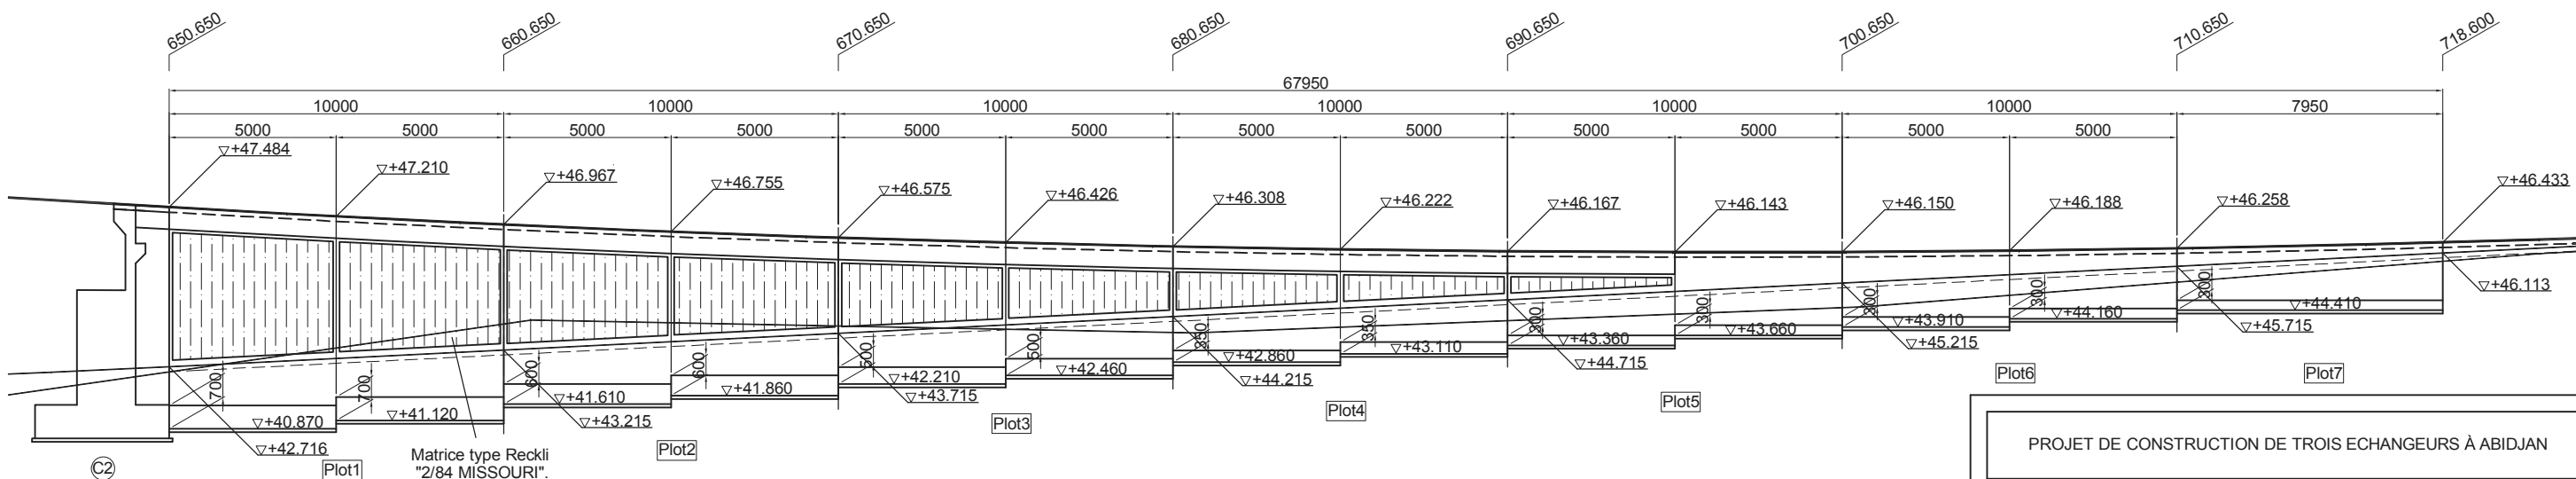 650.650 660.650 670.650 680.650 690.650 700.650 710.650 718.600
67950
10000 10000 10000 10000 10000 10000 7950
5000 5000 5000 5000 5000 5000 5000 5000 5000 5000 5000 5000
▽+47.484
▽+47.210
▽+46.967
▽+46.755
▽+46.575
▽+46.426
▽+46.308
▽+46.222
▽+46.167
▽+46.143
▽+46.150
▽+46.188
▽+46.258
▽+46.433
700 700 600 600 500 500 350 350 300 300 300 300 300
▽+46.113
▽+40.870
▽+41.120
▽+41.610
▽+41.860
▽+42.210
▽+42.460
▽+42.860
▽+43.110
▽+43.360
▽+43.660
▽+43.910
▽+44.160
▽+44.410
▽+42.716
▽+43.215
▽+43.715
▽+44.215
▽+44.715
▽+45.215
▽+45.715
C2
Plot1
Plot2
Plot3
Plot4
Plot5
Plot6
Plot7
Matrice type Reckli
"2/84 MISSOURI".
PROJET DE CONSTRUCTION DE TROIS ECHANGEURS À ABIDJAN